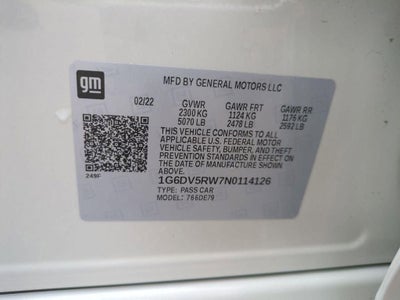 gm
MFD BY GENERAL MOTORS LLC
02/22 GVWR GAWR FRT GAWR RR
2300 KG 1124 KG 1176 KG
5070 LB 2478 LB 2592 LB
THIS VEHICLE CONFORMS TO ALL
APPLICABLE U.S. FEDERAL MOTOR
VEHICLE SAFETY, BUMPER, AND THEFT
PREVENTION STANDARDS IN EFFECT ON
THE DATE OF MANUFACTURE SHOWN
ABOVE.
1G6DV5RW7N0114126
TYPE: PASS CAR
249F MODEL: 766DE79